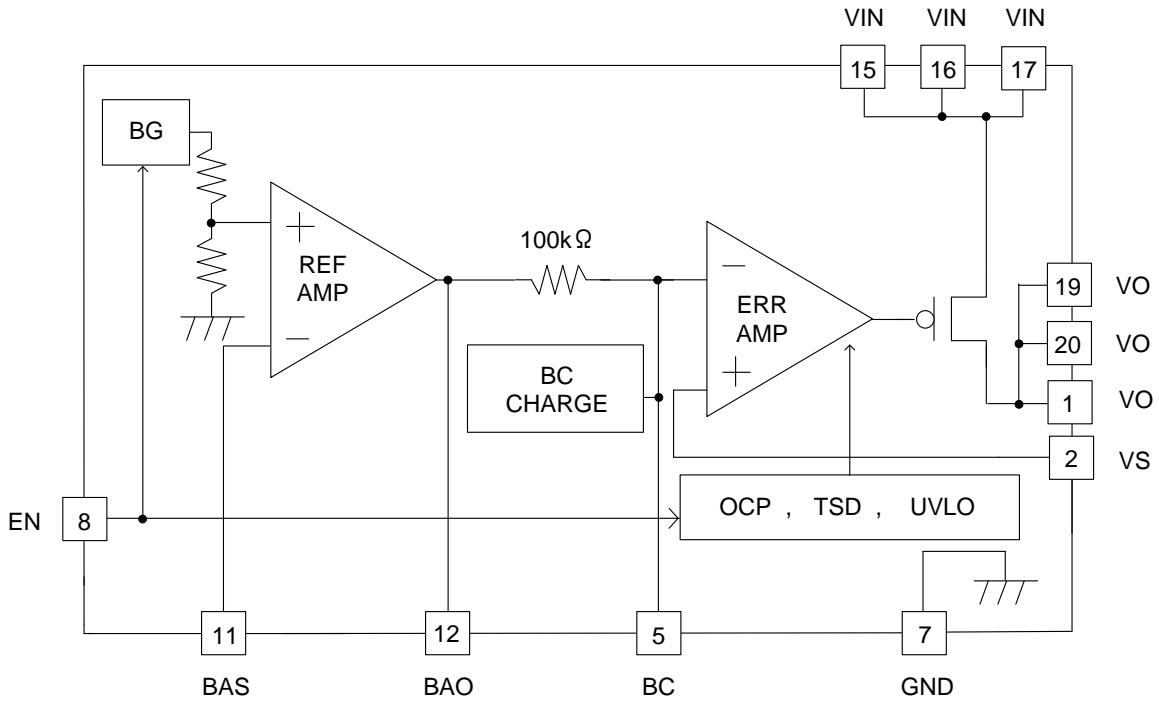 VIN VIN VIN
15 16 17
BG
+
REF
AMP
−
100kΩ
−
ERR
AMP
+
BC
CHARGE
19 VO
20 VO
1 VO
2 VS
EN 8
OCP , TSD , UVLO
11 12 5 7
BAS BAO BC GND